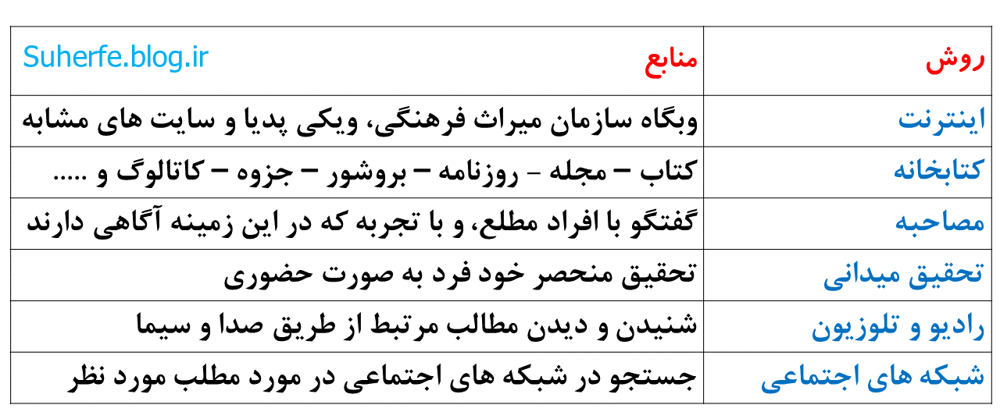 روش منابع Suherfe.blog.ir
اینترنت وبگاه سازمان میراث فرهنگی، ویکی پدیا و سایت های مشابه
کتابخانه کتاب – مجله – روزنامه – بروشور – جزوه – کاتالوگ و .....
مصاحبه گفتگو با افراد مطلع، و با تجربه که در این زمینه آگاهی دارند
تحقیق میدانی تحقیق منحصر خود فرد به صورت حضوری
رادیو و تلوزیون شنیدن و دیدن مطالب مرتبط از طریق صدا و سیما
شبکه های اجتماعی جستجو در شبکه های اجتماعی در مورد مطلب مورد نظر